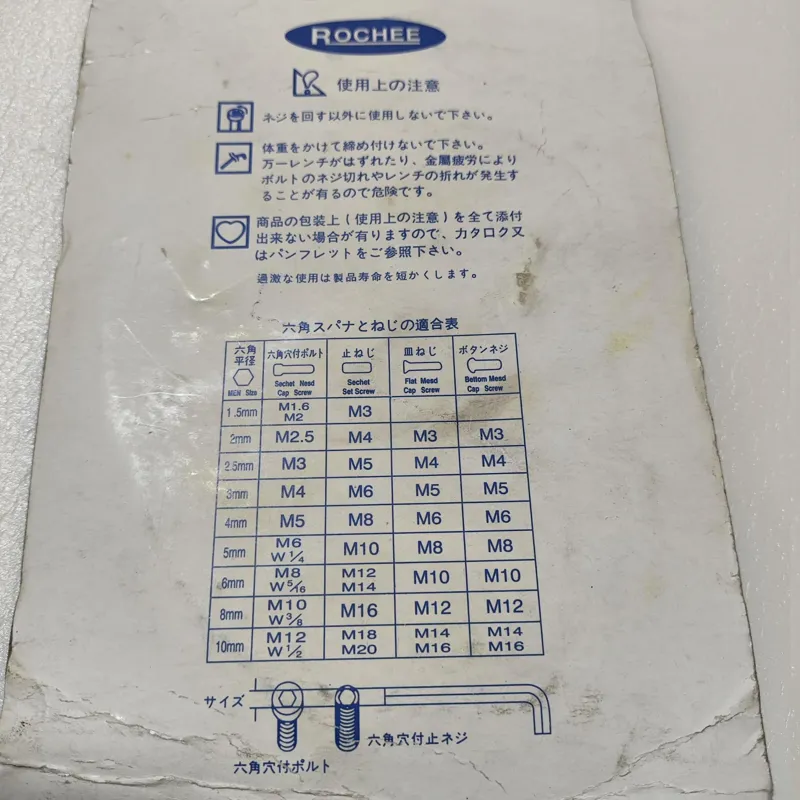 ROCHEE
使用上の注意
ネジを回す以外に使用しないで下さい。
体重をかけて締め付けないで下さい。
万一レンチがはずれたり、金属疲労により
ボルトのネジ切れやレンチの折れが発生す
ることが有るので危険です。
商品の包装上(使用上の注意)を全て添付
出来ない場合が有りますので、カタロク又
はパンフレットをご参照下さい。
過激な使用は製品寿命を短かくします。
六角スパナとねじの適合表
六角 六角穴付ボルト 止ねじ 皿ねじ ボタンネジ
平径
Sechet Nesd Sechet Flat Mesd Bettom Mead
MEN Size Cap Screw Set Screw Cap Screw Cap Screw
1.5mm M1.6 M3
M2
2mm M2.5 M4 M3 M3
2.5mm M3 M5 M4 M4
3mm M4 M6 M5 M5
4mm M5 M8 M6 M6
5mm M6 M10 M8 M8
W 1/4
6mm M8 M12 M10 M10
W 5/16 M14
8mm M10 M16 M12 M12
W 3/8
10mm M12 M18 M14 M14
W 1/2 M20 M16 M16
サイズ
六角穴付止ネジ
六角穴付ボルト